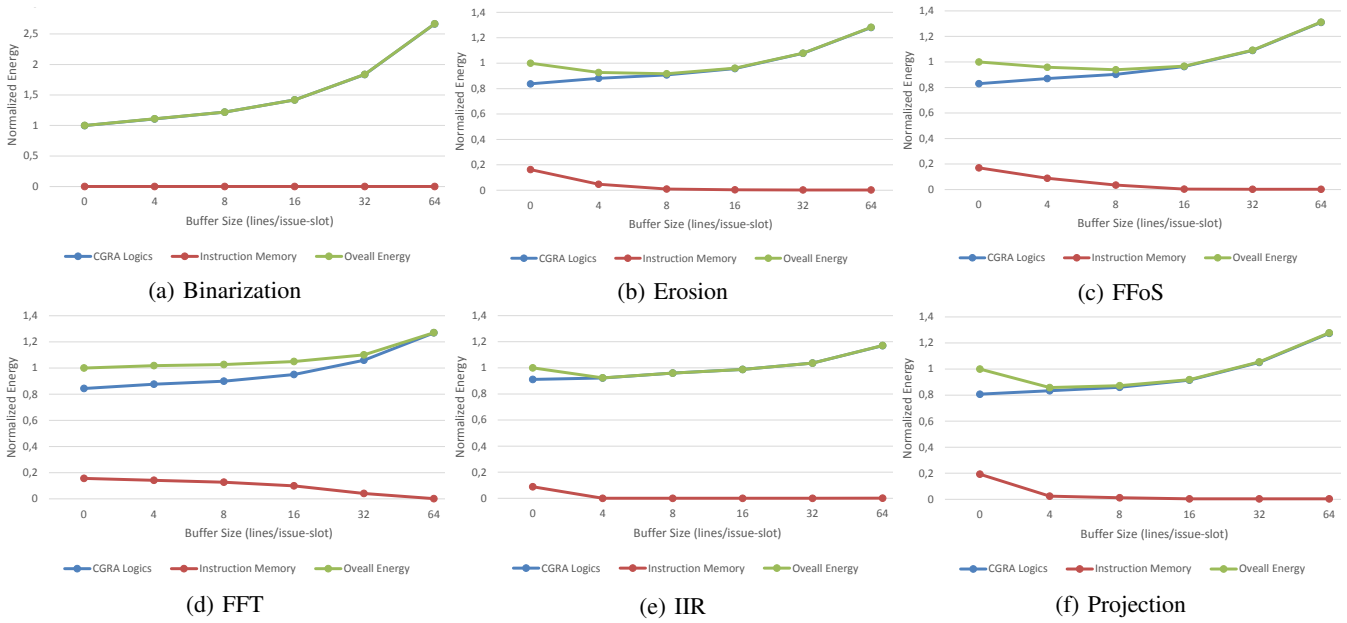 2,5
2
1,5
1
0,5
0
Normalized Energy
0 4 8 16 32 64
Buffer Size (lines/issue-slot)
CGRA Logics Instruction Memory Oveall Energy
(a) Binarization
1,4
1,2
1
0,8
0,6
0,4
0,2
0
Normalized Energy
0 4 8 16 32 64
Buffer Size (lines/issue-slot)
CGRA Logics Instruction Memory Oveall Energy
(b) Erosion
1,4
1,2
1
0,8
0,6
0,4
0,2
0
Normalized Energy
0 4 8 16 32 64
Buffer Size (lines/issue-slot)
CGRA Logics Instruction Memory Oveall Energy
(c) FFoS
1,4
1,2
1
0,8
0,6
0,4
0,2
0
Normalized Energy
0 4 8 16 32 64
Buffer Size (lines/issue-slot)
CGRA Logics Instruction Memory Oveall Energy
(d) FFT
1,4
1,2
1
0,8
0,6
0,4
0,2
0
Normalized Energy
0 4 8 16 32 64
Buffer Size (lines/issue-slot)
CGRA Logics Instruction Memory Oveall Energy
(e) IIR
1,4
1,2
1
0,8
0,6
0,4
0,2
0
Normalized Energy
0 4 8 16 32 64
Buffer Size (lines/issue-slot)
CGRA Logics Instruction Memory Oveall Energy
(f) Projection